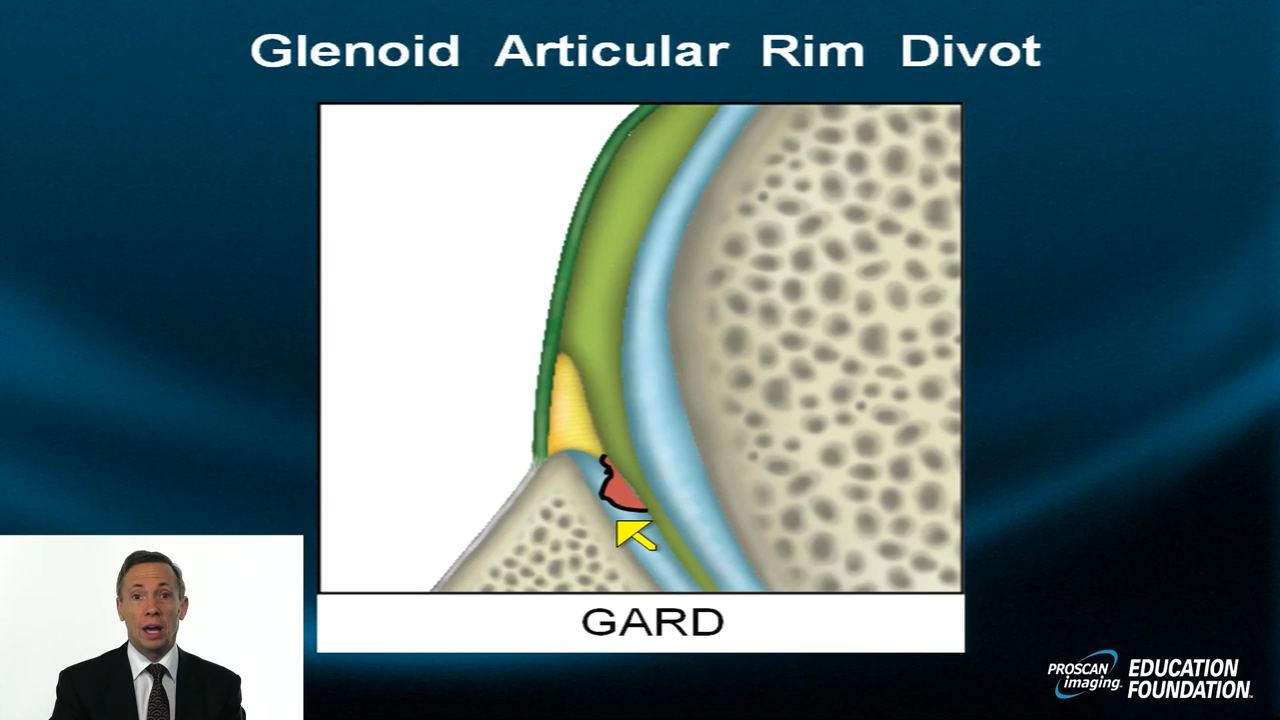 Glenoid Articular Rim Divot
GARD
PROSCAN
imaging
EDUCATION
FOUNDATION